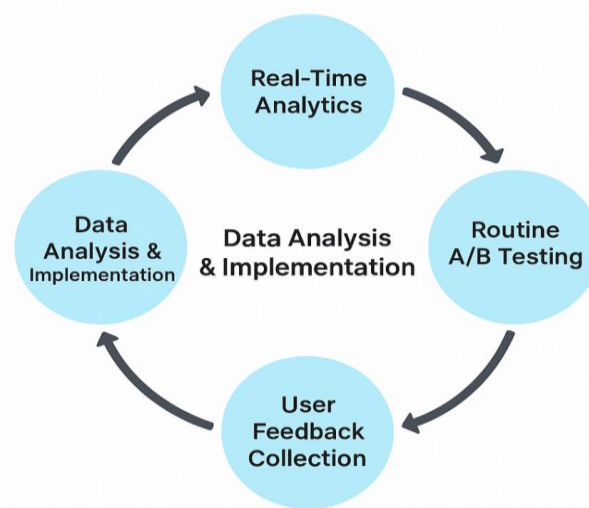 Real-Time
Analytics
Routine
A/B Testing
User
Feedback
Collection
Data
Analysis &
Implementation
Data Analysis
& Implementation